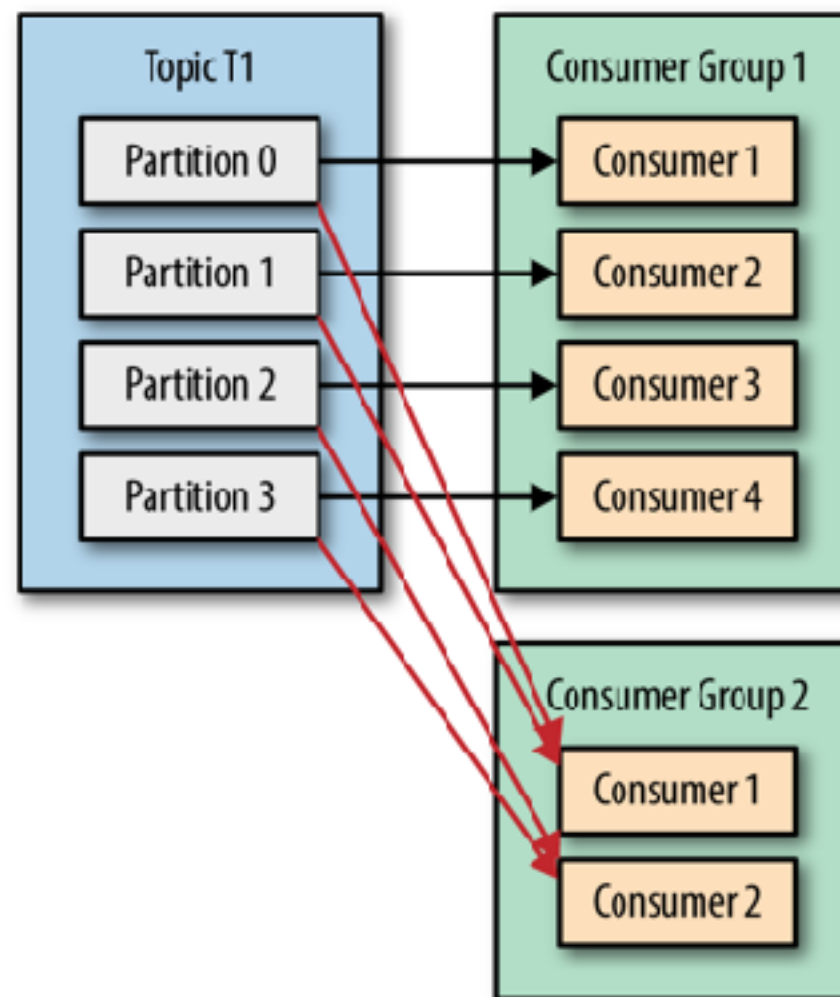 Topic T1
Partition 0
Partition 1
Partition 2
Partition 3
Consumer Group 1
Consumer 1
Consumer 2
Consumer 3
Consumer 4
Consumer Group 2
Consumer 1
Consumer 2